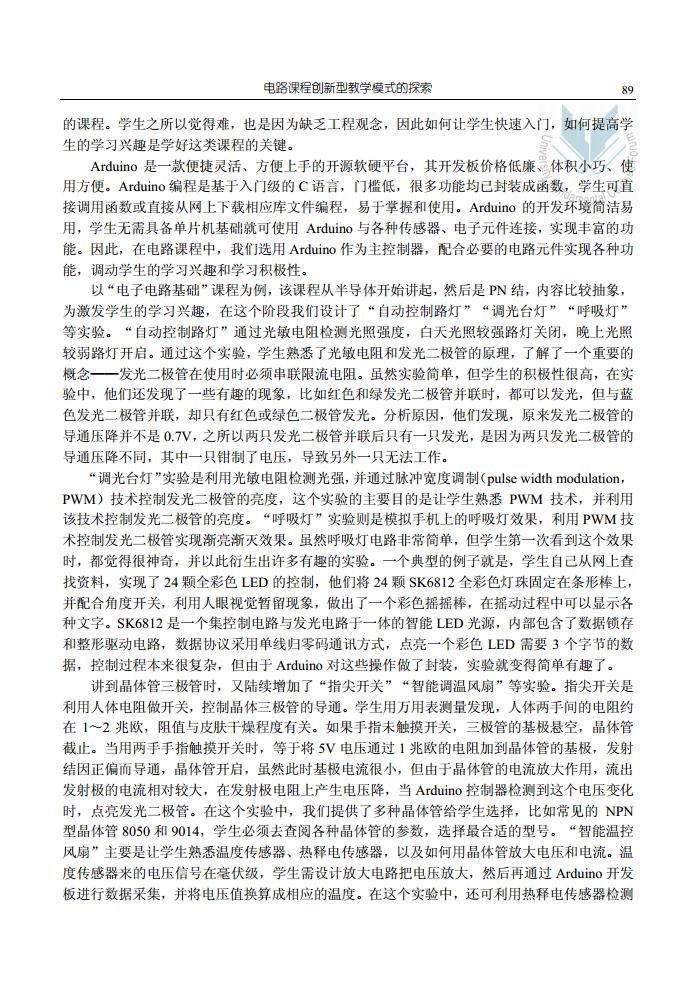 电路课程创新型教学模式的探索 89
的课程。学生之所以觉得难，也是因为缺乏工程观念，因此如何让学生快速入门，如何提高学
生的学习兴趣是学好这类课程的关键。
Arduino 是一款便捷灵活、方便上手的开源软硬平台，其开发板价格低廉、体积小巧、使
用方便。Arduino 编程是基于入门级的 C 语言，门槛低，很多功能均已封装成函数，学生可直
接调用函数或直接从网上下载相应库文件编程，易于掌握和使用。Arduino 的开发环境简洁易
用，学生无需具备单片机基础就可使用 Arduino 与各种传感器、电子元件连接，实现丰富的功
能。因此，在电路课程中，我们选用 Arduino 作为主控制器，配合必要的电路元件实现各种功
能，调动学生的学习兴趣和学习积极性。
以“电子电路基础”课程为例，该课程从半导体开始讲起，然后是 PN 结，内容比较抽象，
为激发学生的学习兴趣，在这个阶段我们设计了“自动控制路灯”“调光台灯”“呼吸灯”
等实验。“自动控制路灯”通过光敏电阻检测光照强度，白天光照较强路灯关闭，晚上光照
较弱路灯开启。通过这个实验，学生熟悉了光敏电阻和发光二极管的原理，了解了一个重要的
概念——发光二极管在使用时必须串联限流电阻。虽然实验简单，但学生的积极性很高，在实
验中，他们还发现了一些有趣的现象，比如红色和绿发光二极管并联时，都可以发光，但与蓝
色发光二极管并联，却只有红色或绿色二极管发光。分析原因，他们发现，原来发光二极管的
导通压降并不是 0.7V，之所以两只发光二极管并联后只有一只发光，是因为两只发光二极管的
导通压降不同，其中一只钳制了电压，导致另外一只无法工作。
“调光台灯”实验是利用光敏电阻检测光强，并通过脉冲宽度调制（pulse width modulation，
PWM）技术控制发光二极管的亮度，这个实验的主要目的是让学生熟悉 PWM 技术，并利用
该技术控制发光二极管的亮度。“呼吸灯”实验则是模拟手机上的呼吸灯效果，利用 PWM 技
术控制发光二极管实现渐亮渐灭效果。虽然呼吸灯电路非常简单，但学生第一次看到这个效果
时，都觉得很神奇，并以此衍生出许多有趣的实验。一个典型的例子就是，学生自己从网上查
找资料，实现了 24 颗全彩色 LED 的控制，他们将 24 颗 SK6812 全彩色灯珠固定在条形棒上，
并配合角度开关，利用人眼视觉暂留现象，做出了一个彩色摇摇棒，在摇动过程中可以显示各
种文字。SK6812 是一个集控制电路与发光电路于一体的智能 LED 光源，内部包含了数据锁存
和整形驱动电路，数据协议采用单线归零码通讯方式，点亮一个彩色 LED 需要 3 个字节的数
据，控制过程本来很复杂，但由于 Arduino 对这些操作做了封装，实验就变得简单有趣了。
讲到晶体管三极管时，又陆续增加了“指尖开关”“智能调温风扇”等实验。指尖开关是
利用人体电阻做开关，控制晶体三极管的导通。学生用万用表测量发现，人体两手间的电阻约
在 1～2 兆欧，阻值与皮肤干燥程度有关。如果手指未触摸开关，三极管的基极悬空，晶体管
截止。当用两手手指触摸开关时，等于将 5V 电压通过 1 兆欧的电阻加到晶体管的基极，发射
结因正偏而导通，晶体管开启，虽然此时基极电流很小，但由于晶体管的电流放大作用，流出
发射极的电流相对较大，在发射极电阻上产生电压降，当 Arduino 控制器检测到这个电压变化
时，点亮发光二极管。在这个实验中，我们提供了多种晶体管给学生选择，比如常见的 NPN
型晶体管 8050 和 9014，学生必须去查阅各种晶体管的参数，选择最合适的型号。“智能温控
风扇”主要是让学生熟悉温度传感器、热释电传感器，以及如何用晶体管放大电压和电流。温
度传感器来的电压信号在毫伏级，学生需设计放大电路把电压放大，然后再通过 Arduino 开发
板进行数据采集，并将电压值换算成相应的温度。在这个实验中，还可利用热释电传感器检测